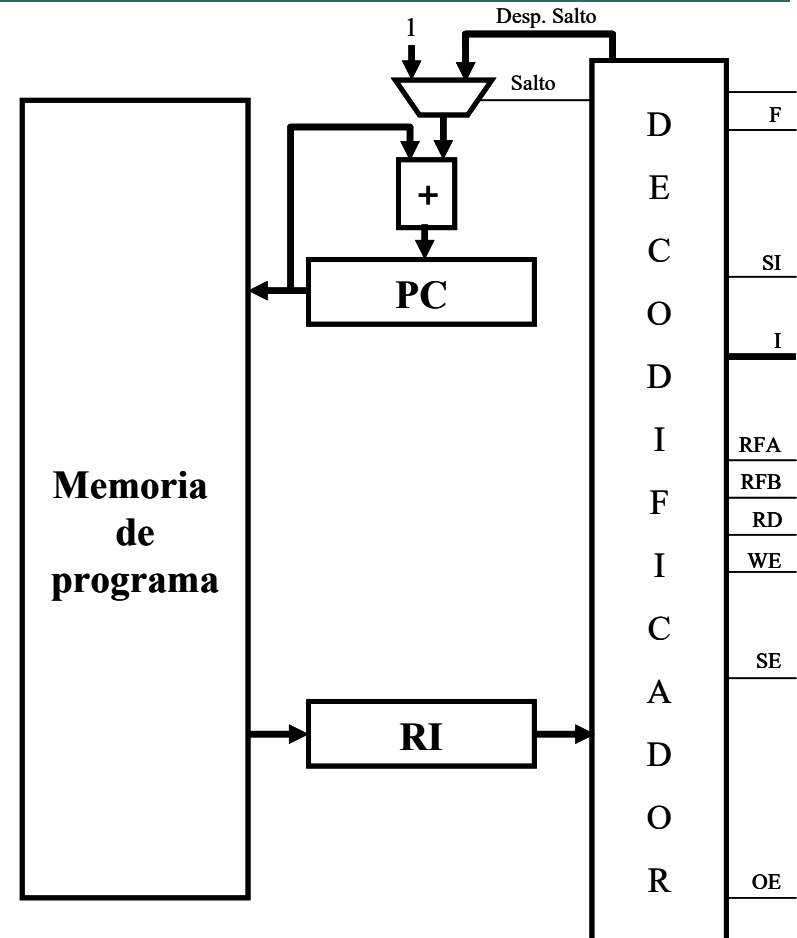 1
Desp. Salto
Salto
+
PC
Memoria
de
programa
RI
D
E
C
O
D
I
F
I
C
A
D
O
R
F
SI
I
RFA
RFB
RD
WE
SE
OE